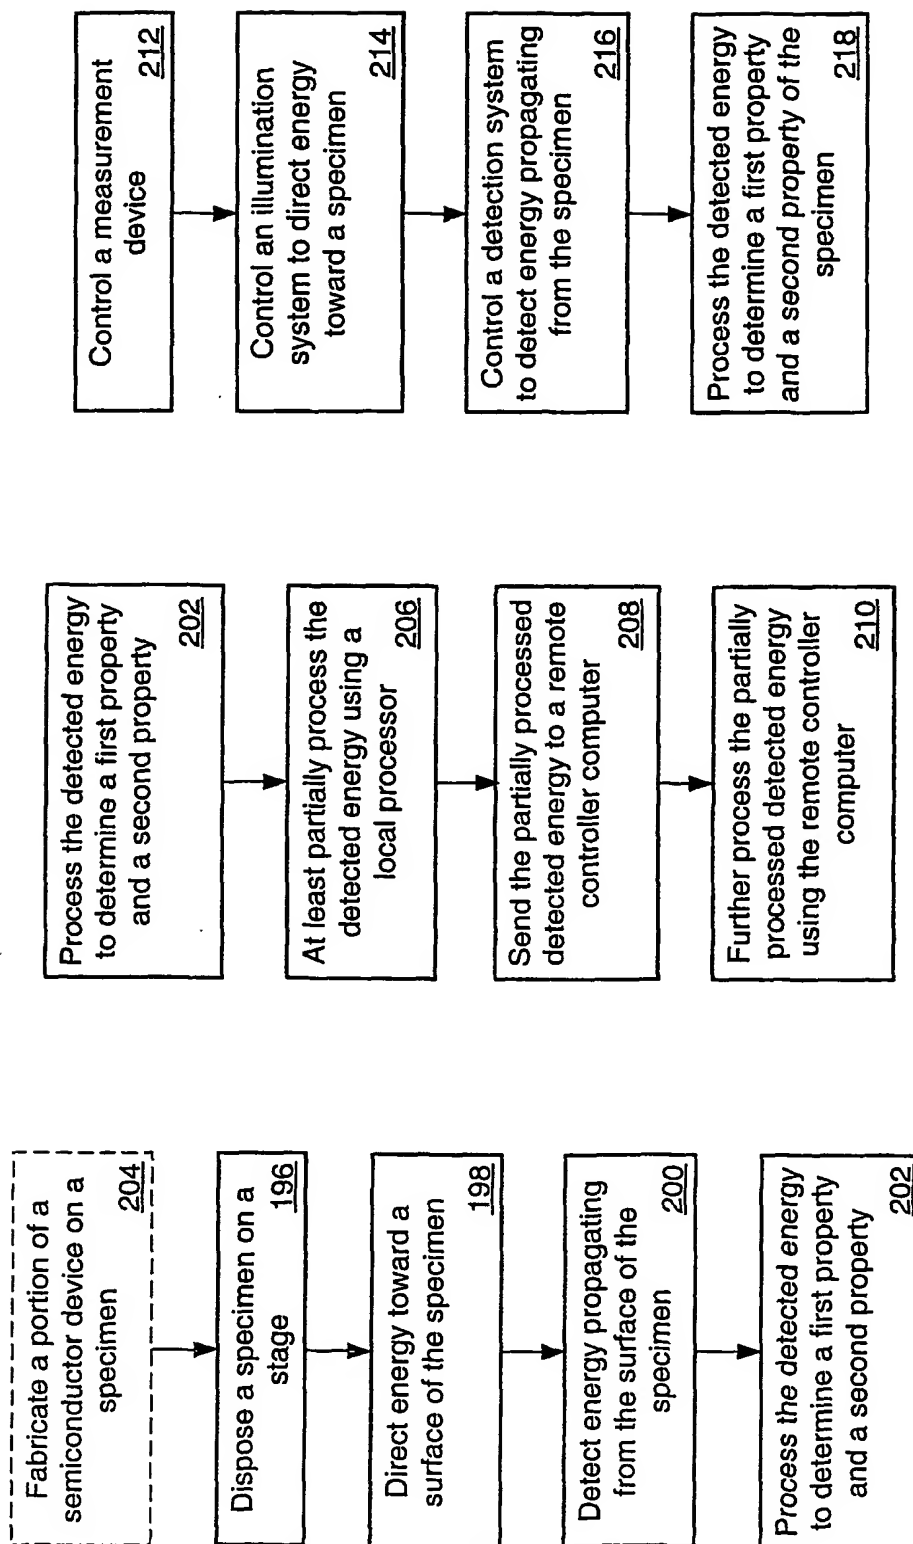 Fabricate a portion of a
semiconductor device on a
specimen
204
Dispose a specimen on a
stage
196
Direct energy toward a
surface of the specimen
198
Detect energy propagating
from the surface of the
specimen
200
Process the detected energy
to determine a first property
and a second property
202
Process the detected energy
to determine a first property
and a second property
202
At least partially process the
detected energy using a
local processor
206
Send the partially processed
detected energy to a remote
controller computer
208
Further process the partially
processed detected energy
using the remote controller
computer
210
Control a measurement
device
212
Control an illumination
system to direct energy
toward a specimen
214
Control a detection system
to detect energy propagating
from the specimen
216
Process the detected energy
to determine a first property
and a second property of the
specimen
218